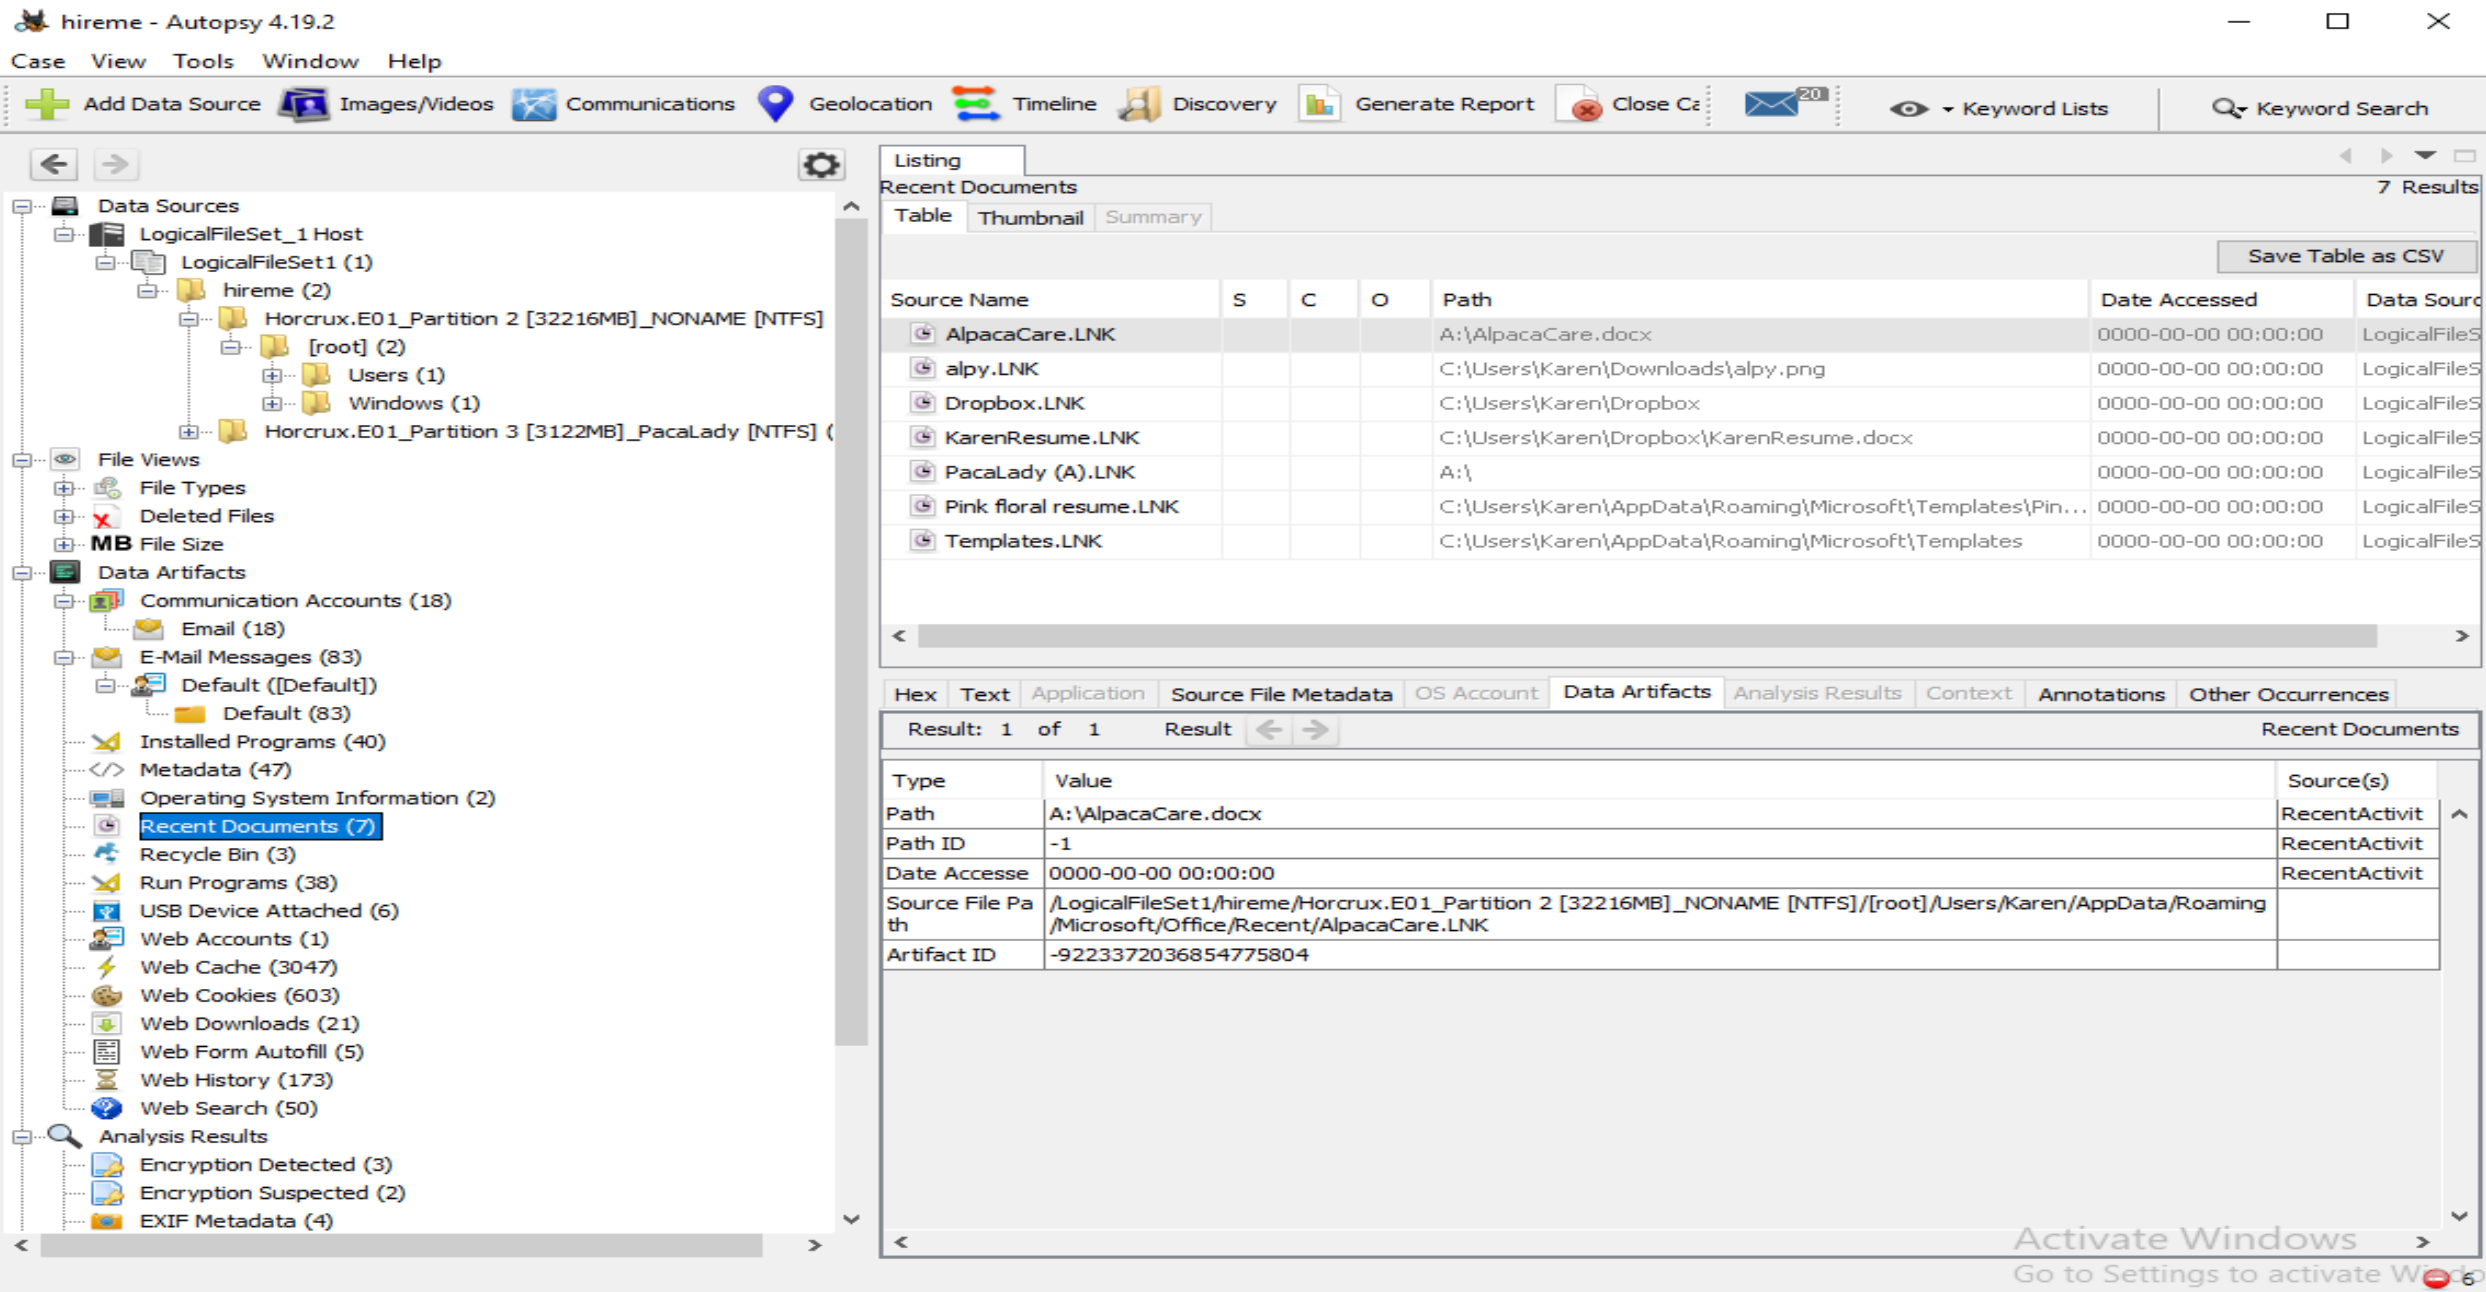 hireme - Autopsy 4.19.2
Case View Tools Window Help
Add Data Source Images/Videos Communications Geolocation Timeline Discovery Generate Report Close Ca 20 Keyword Lists Keyword Search
Data Sources
LogicalFileSet_1 Host
LogicalFileSet1 (1)
hireme (2)
Horcrux.E01_Partition 2 [32216MB]_NONAME [NTFS]
[root] (2)
Users (1)
Windows (1)
Horcrux.E01_Partition 3 [3122MB]_PacaLady [NTFS] (
File Views
File Types
Deleted Files
MB File Size
Data Artifacts
Communication Accounts (18)
Email (18)
E-Mail Messages (83)
Default ([Default])
Default (83)
Installed Programs (40)
Metadata (47)
Operating System Information (2)
Recent Documents (7)
Recycle Bin (3)
Run Programs (38)
USB Device Attached (6)
Web Accounts (1)
Web Cache (3047)
Web Cookies (603)
Web Downloads (21)
Web Form Autofill (5)
Web History (173)
Web Search (50)
Analysis Results
Encryption Detected (3)
Encryption Suspected (2)
EXIF Metadata (4)
Listing
Recent Documents 7 Results
Table Thumbnail Summary
Save Table as CSV
Source Name S C O Path Date Accessed Data Sourc
AlpacaCare.LNK A:\AlpacaCare.docx 0000-00-00 00:00:00 LogicalFileS
alpy.LNK C:\Users\Karen\Downloads\alpy.png 0000-00-00 00:00:00 LogicalFileS
Dropbox.LNK C:\Users\Karen\Dropbox 0000-00-00 00:00:00 LogicalFileS
KarenResume.LNK C:\Users\Karen\Dropbox\KarenResume.docx 0000-00-00 00:00:00 LogicalFileS
PacaLady (A).LNK A:\ 0000-00-00 00:00:00 LogicalFileS
Pink floral resume.LNK C:\Users\Karen\AppData\Roaming\Microsoft\Templates\Pin... 0000-00-00 00:00:00 LogicalFileS
Templates.LNK C:\Users\Karen\AppData\Roaming\Microsoft\Templates 0000-00-00 00:00:00 LogicalFileS
Hex Text Application Source File Metadata OS Account Data Artifacts Analysis Results Context Annotations Other Occurrences
Result: 1 of 1 Result Recent Documents
Type Value Source(s)
Path A:\AlpacaCare.docx RecentActivit
Path ID -1 RecentActivit
Date Accesse 0000-00-00 00:00:00 RecentActivit
Source File Pa /LogicalFileSet1/hireme/Horcrux.E01_Partition 2 [32216MB]_NONAME [NTFS]/[root]/Users/Karen/AppData/Roaming
th /Microsoft/Office/Recent/AlpacaCare.LNK
Artifact ID -9223372036854775804
Activate Windows
Go to Settings to activate Windo
6